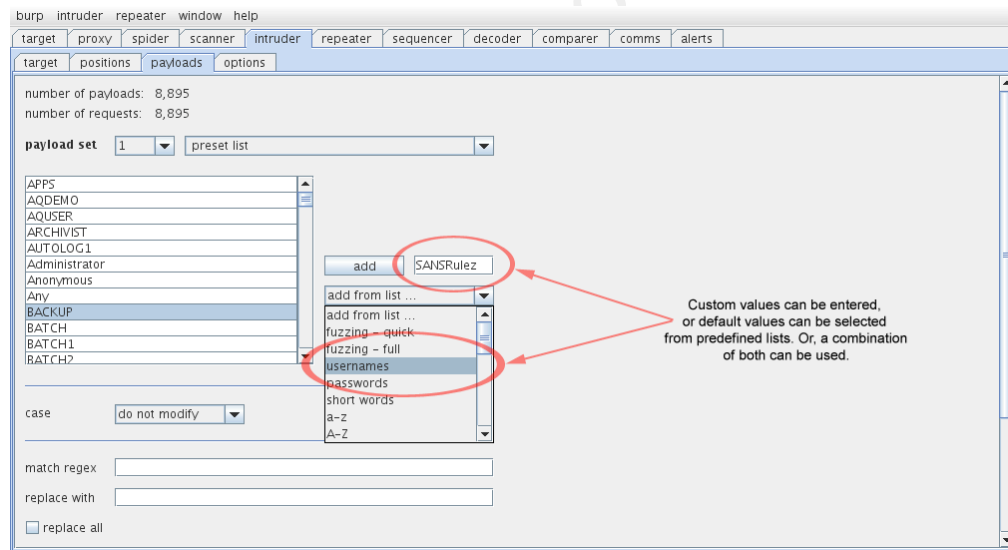 burp intruder repeater window help
target proxy spider scanner intruder repeater sequencer decoder comparer comms alerts
target positions payloads options
number of payloads: 8,895
number of requests: 8,895
payload set 1 preset list
APPS
AQDEMO
AQUSER
ARCHIVIST
AUTOLOG1
Administrator
Anonymous
Any
BACKUP
BATCH
BATCH1
BATCH2
add SANSRulez
add from list ...
add from list ...
fuzzing - quick
fuzzing - full
usernames
passwords
short words
a-z
A-Z
Custom values can be entered,
or default values can be selected
from predefined lists. Or, a combination
of both can be used.
case do not modify
match regex
replace with
replace all